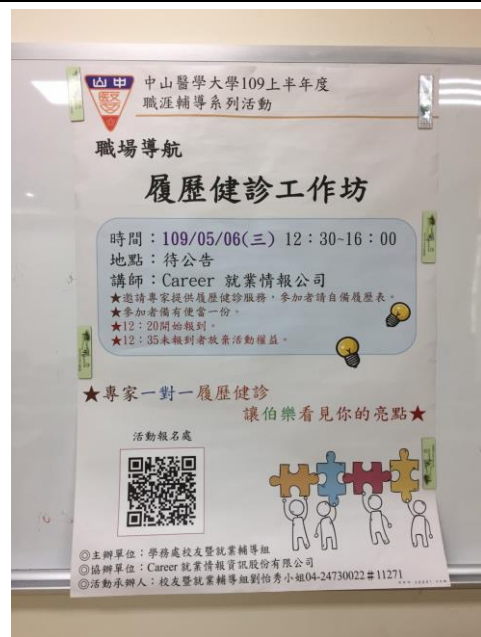 山中
醫
中山醫學大學109上半年度
職涯輔導系列活動
職場導航
履歷健診工作坊
時間：109/05/06(三) 12：30~16：00
地點：待公告
講師：Career 就業情報公司
★邀請專家提供履歷健診服務，參加者請自備履歷表。
★參加者備有便當一份。
★12：20開始報到。
★12：35未報到者放棄活動權益。
★專家一對一履歷健診
讓伯樂看見你的亮點★
活動報名處
◎主辦單位：學務處校友暨就業輔導組
◎協辦單位：Career 就業情報資訊股份有限公司
◎活動承辦人：校友暨就業輔導組劉怡秀小姐04-24730022＃11271